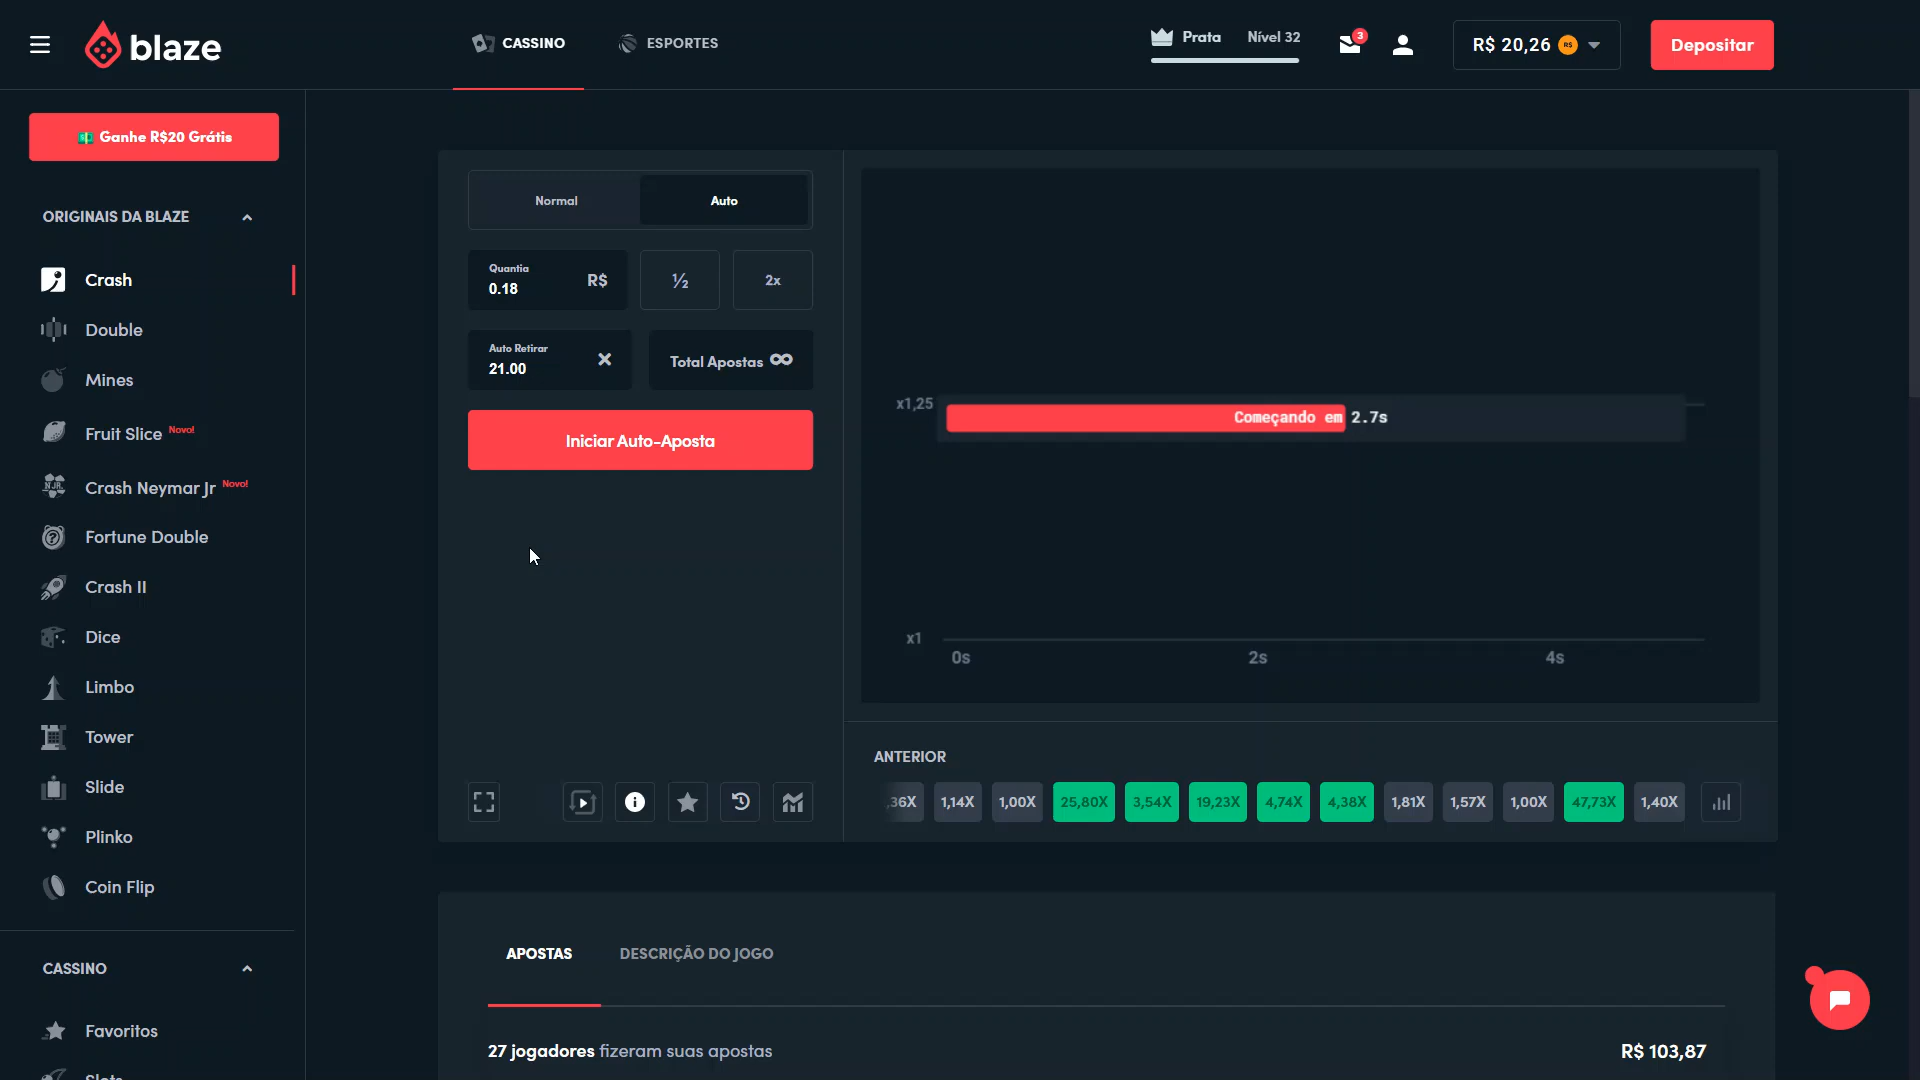 blaze
CASSINO
ESPORTES
Prata
Nível 32
3
R$ 20,26
R$
Depositar
Ganhe R$20 Grátis
ORIGINAIS DA BLAZE
Crash
Double
Mines
Fruit Slice Novo!
Crash Neymar Jr Novo!
Fortune Double
Crash II
Dice
Limbo
Tower
Slide
Plinko
Coin Flip
CASSINO
Favoritos
Slots
Normal
Auto
Quantia
0.18
R$
½
2x
Auto Retirar
21.00
Total Apostas
Iniciar Auto-Aposta
x1,25
Começando em 2.7s
x1
0s
2s
4s
ANTERIOR
,36X
1,14X
1,00X
25,80X
3,54X
19,23X
4,74X
4,38X
1,81X
1,57X
1,00X
47,73X
1,40X
APOSTAS
DESCRIÇÃO DO JOGO
27 jogadores fizeram suas apostas
R$ 103,87